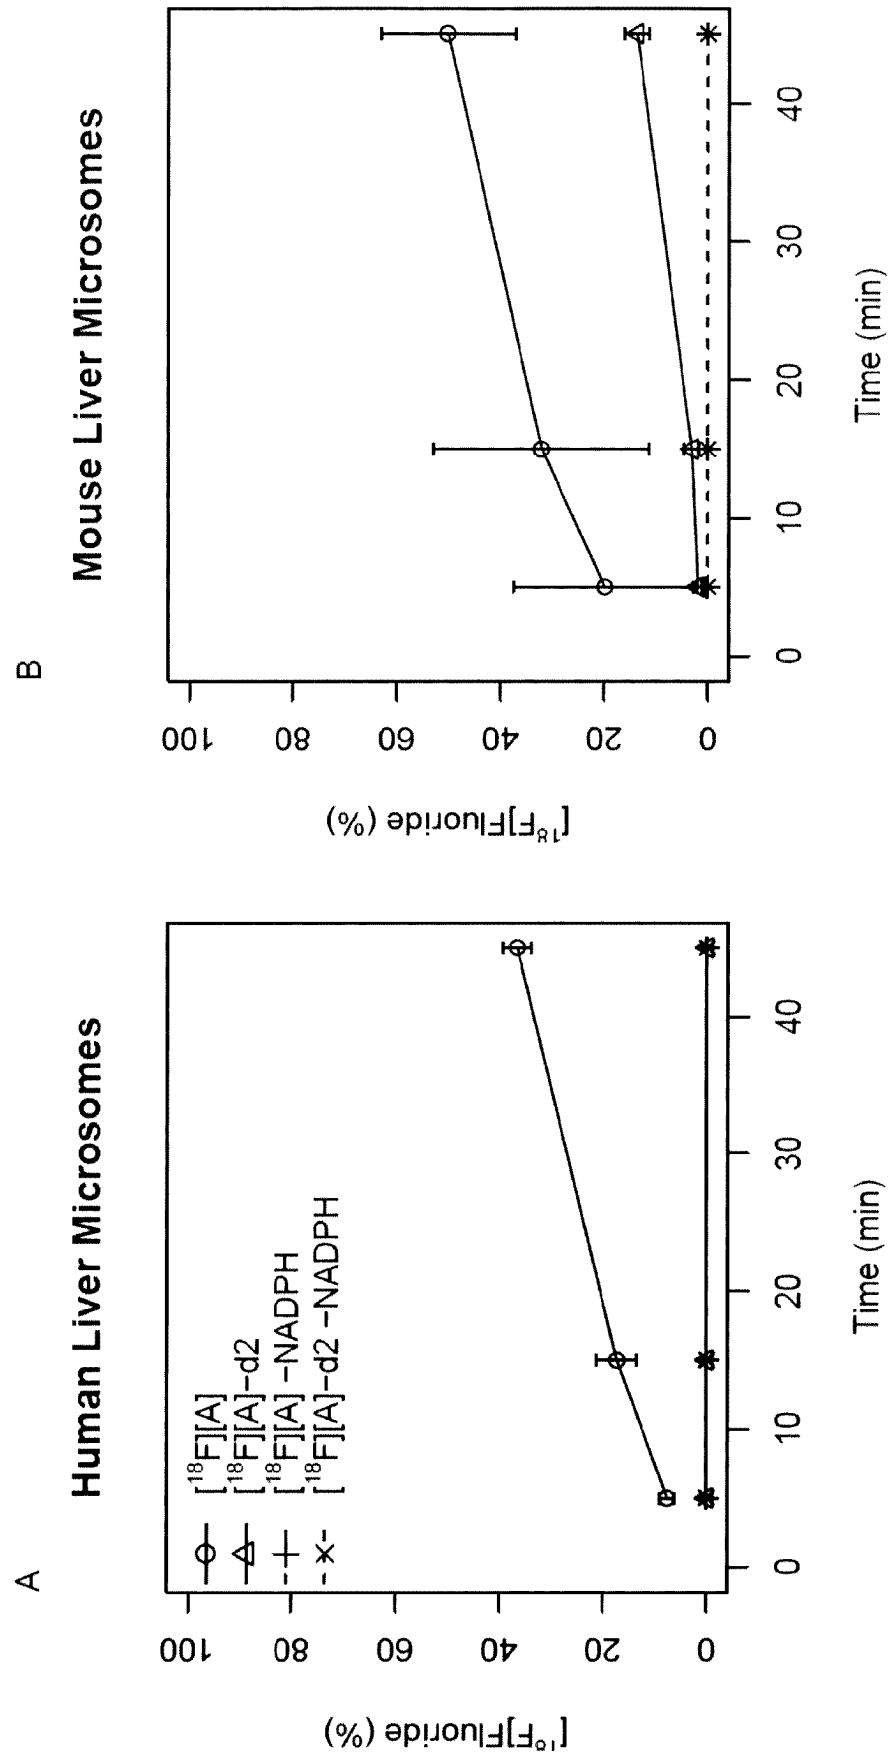 A
Human Liver Microsomes
[¹⁸F]Fluoride (%)
100
80
60
40
20
0
[¹⁸F][A]
[¹⁸F][A]−d2
[¹⁸F][A] −NADPH
[¹⁸F][A]−d2 −NADPH
0 10 20 30 40
Time (min)
B
Mouse Liver Microsomes
[¹⁸F]Fluoride (%)
100
80
60
40
20
0
0 10 20 30 40
Time (min)